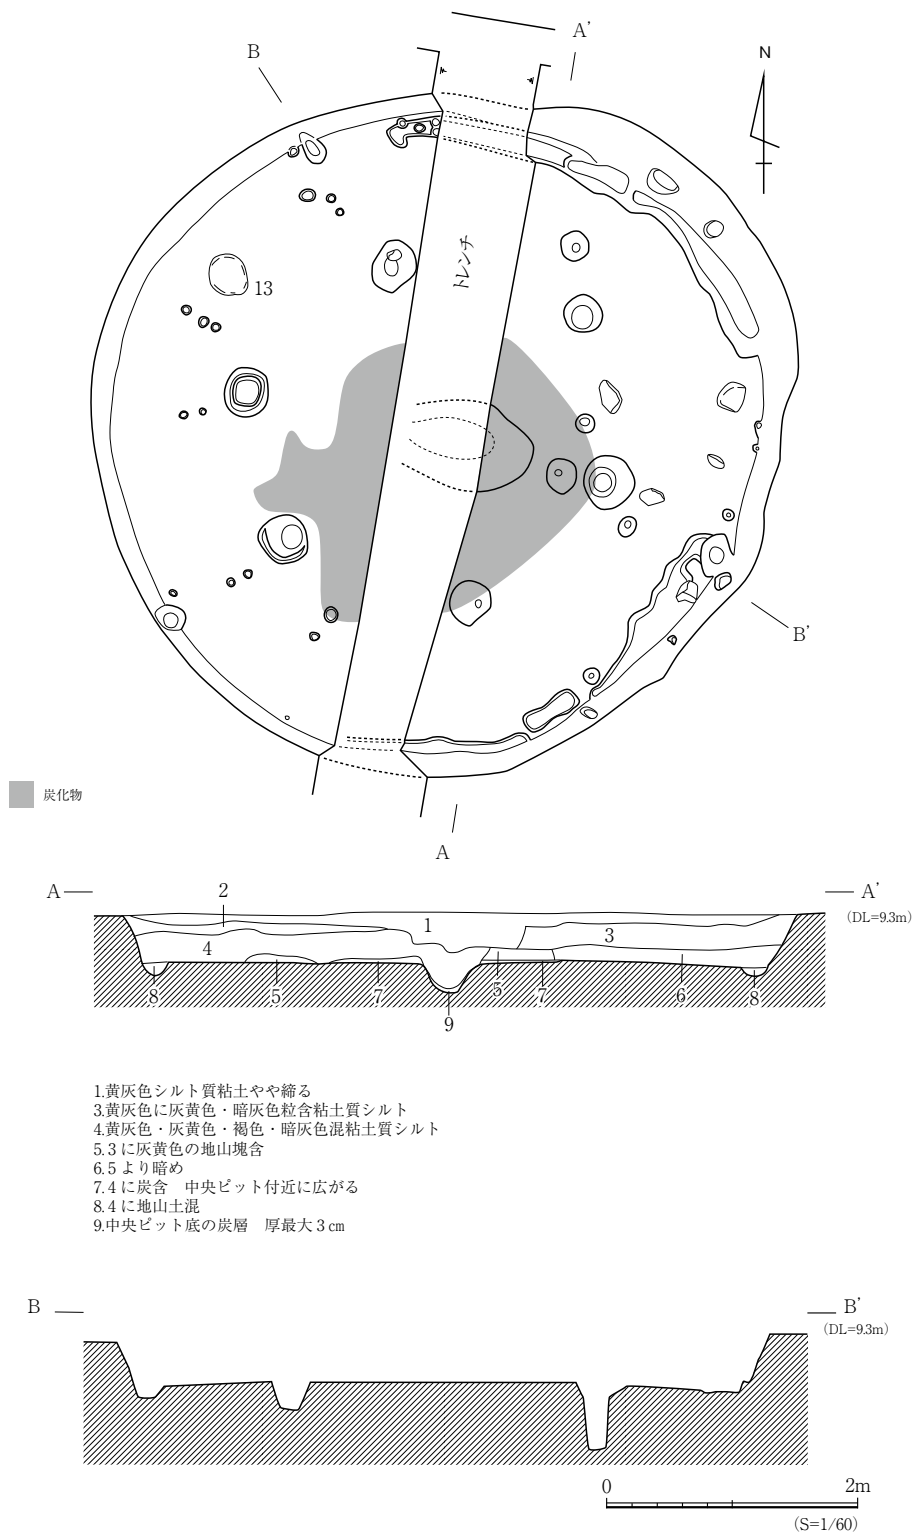 A’
B
N
トレンチ
13
B’
炭化物
A
A
2
A’
1
(DL=9.3m)
3
4
8
5
7
5
7
6
8
9
1.黄灰色シルト質粘土やや締る
3.黄灰色に灰黄色・暗灰色粒含粘土質シルト
4.黄灰色・灰黄色・褐色・暗灰色混粘土質シルト
5.3 に灰黄色の地山塊含
6.5 より暗め
7.4 に炭含　中央ピット付近に広がる
8.4 に地山土混
9.中央ピット底の炭層　厚最大 3 ㎝
B
B’
(DL=9.3m)
0
2m
(S=1/60)